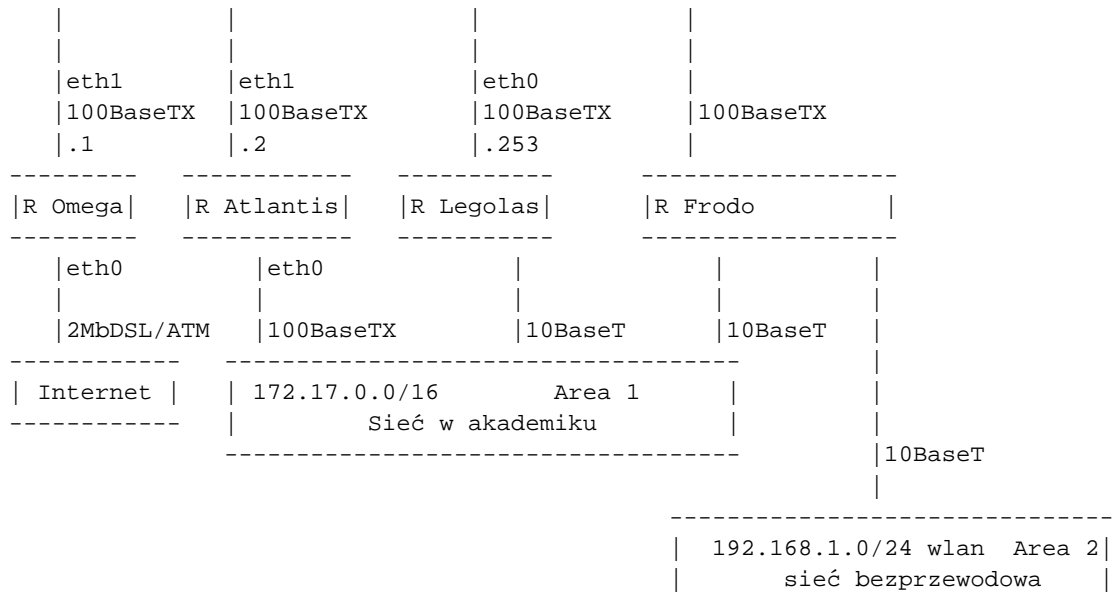 eth1 eth1 eth0
100BaseTX 100BaseTX 100BaseTX 100BaseTX
.1 .2 .253
R Omega R Atlantis R Legolas R Frodo
eth0 eth0
2MbDSL/ATM 100BaseTX 10BaseT 10BaseT
Internet 172.17.0.0/16 Area 1
Sieć w akademiku
10BaseT
192.168.1.0/24 wlan Area 2
sieć bezprzewodowa